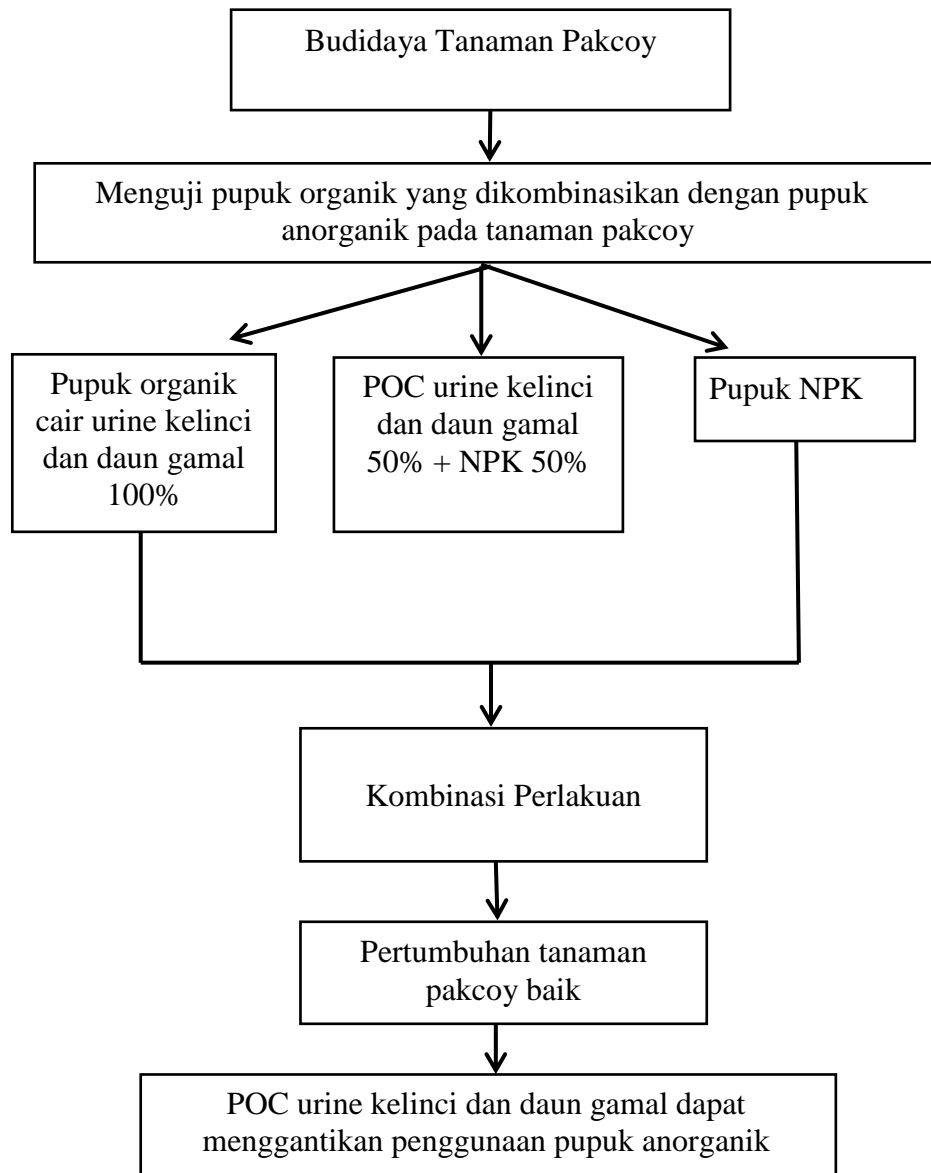 Budidaya Tanaman Pakcoy
Menguji pupuk organik yang dikombinasikan dengan pupuk
anorganik pada tanaman pakcoy
Pupuk organik
cair urine kelinci
dan daun gamal
100%
POC urine kelinci
dan daun gamal
50% + NPK 50%
Pupuk NPK
Kombinasi Perlakuan
Pertumbuhan tanaman
pakcoy baik
POC urine kelinci dan daun gamal dapat
menggantikan penggunaan pupuk anorganik